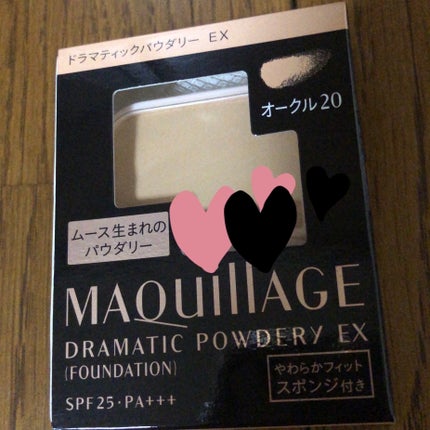 ドラマティックパウダリー EX
オークル20
ムース生まれの
パウダリー
MAQuillAGE
DRAMATIC POWDERY EX
(FOUNDATION)
SPF25・PA+++
やわらかフィット
スポンジ付き